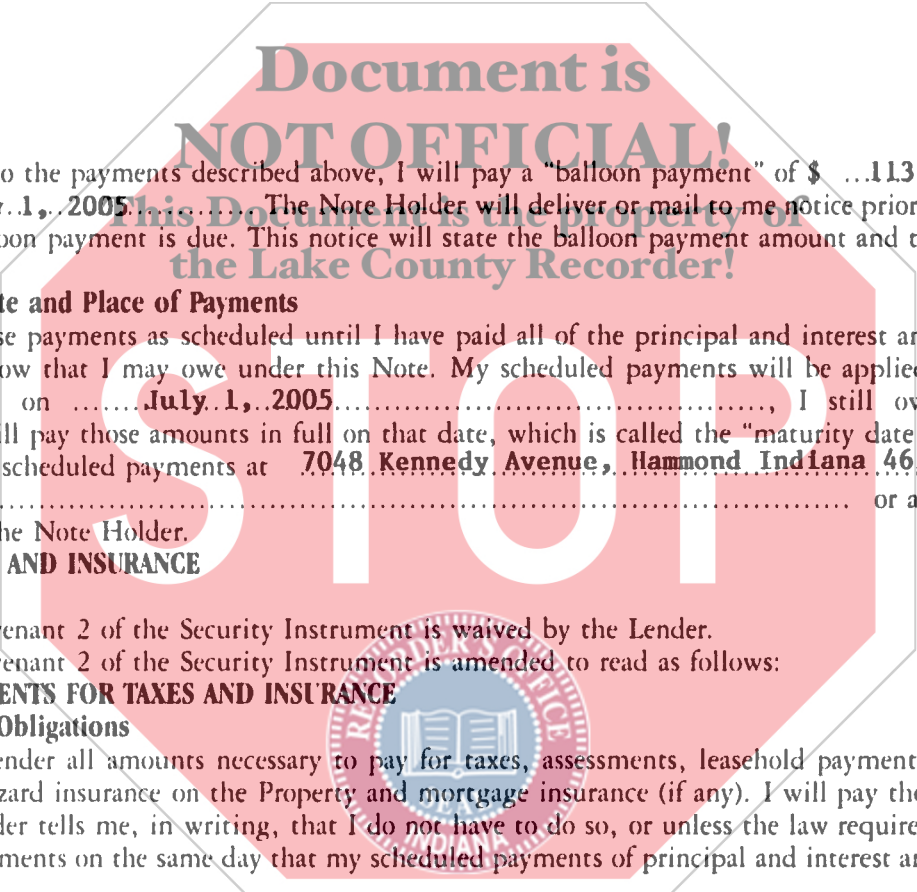 Document is
NOT OFFICIAL!
This Document is the property of
the Lake County Recorder!
STOP
o the payments described above, I will pay a "balloon payment" of $ ...113
1, 2005............. The Note Holder will deliver or mail to me notice prior
oon payment is due. This notice will state the balloon payment amount and t
te and Place of Payments
se payments as scheduled until I have paid all of the principal and interest an
ow that I may owe under this Note. My scheduled payments will be applied
on .......July 1, 2005......................................................, I still ov
ll pay those amounts in full on that date, which is called the "maturity date
scheduled payments at 7048 Kennedy Avenue, Hammond Indiana 46
.......................................................................................... or a
he Note Holder.
AND INSURANCE
enant 2 of the Security Instrument is waived by the Lender.
enant 2 of the Security Instrument is amended to read as follows:
ENTS FOR TAXES AND INSURANCE
Obligations
ender all amounts necessary to pay for taxes, assessments, leasehold payment
zard insurance on the Property and mortgage insurance (if any). I will pay the
der tells me, in writing, that I do not have to do so, or unless the law require
ments on the same day that my scheduled payments of principal and interest ar
RECORDER'S OFFICE
SEAL
INDIANA